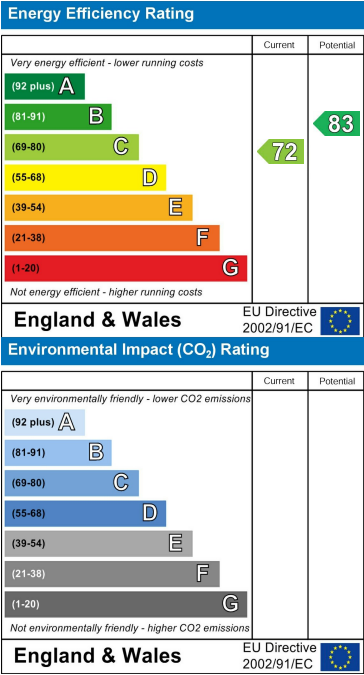 Energy Efficiency Rating
Current Potential
Very energy efficient - lower running costs
(92 plus) A
(81-91) B
83
(69-80) C
72
(55-68) D
(39-54) E
(21-38) F
(1-20) G
Not energy efficient - higher running costs
England & Wales
EU Directive
2002/91/EC
Environmental Impact (CO₂) Rating
Current Potential
Very environmentally friendly - lower CO2 emissions
(92 plus) A
(81-91) B
(69-80) C
(55-68) D
(39-54) E
(21-38) F
(1-20) G
Not environmentally friendly - higher CO2 emissions
England & Wales
EU Directive
2002/91/EC